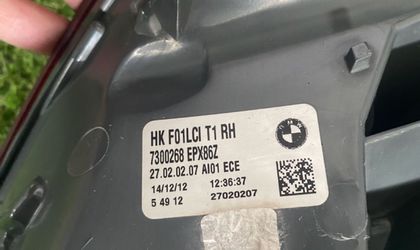 HK F01LCI T1 RH
7300268 EPX86Z
27.02.02.07 AI01 ECE
14/12/12 12:36:37
5 49 12 27020207